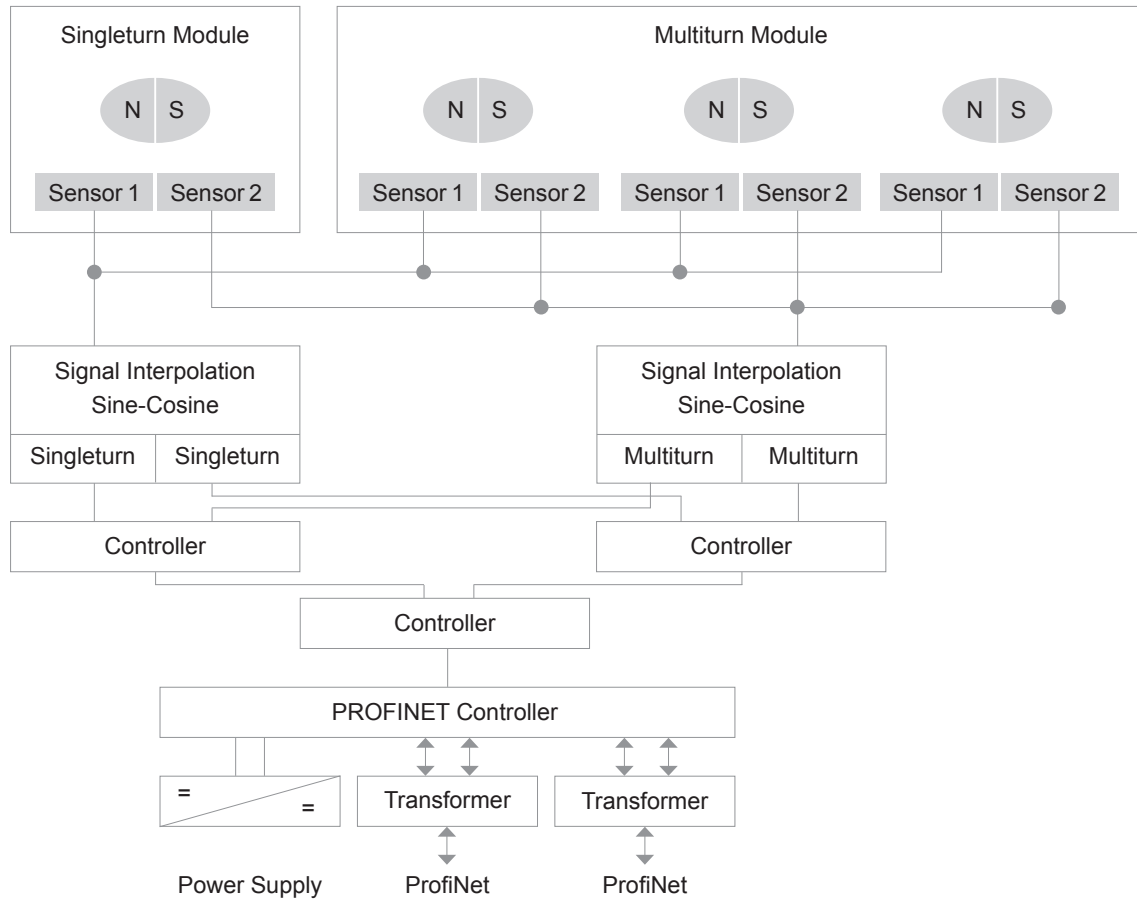 Singleturn Module
Multiturn Module
N S
N S
N S
N S
Sensor 1 Sensor 2
Sensor 1 Sensor 2
Sensor 1 Sensor 2
Sensor 1 Sensor 2
Signal Interpolation
Sine-Cosine
Singleturn Singleturn
Signal Interpolation
Sine-Cosine
Multiturn Multiturn
Controller
Controller
Controller
PROFINET Controller
=
=
Transformer
Transformer
Power Supply
ProfiNet
ProfiNet